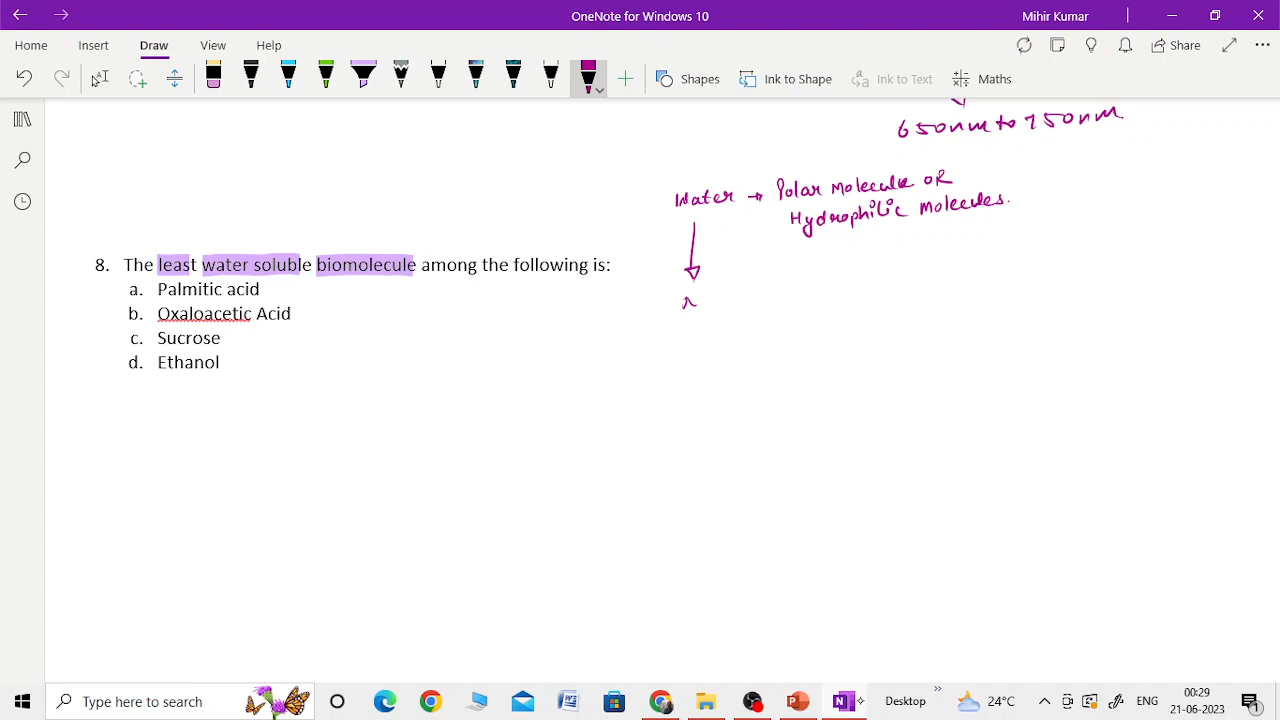 OneNote for Windows 10
Mihir Kumar
Home Insert Draw View Help
Share
Shapes Ink to Shape Ink to Text Maths
650nm to 750nm
Water → Polar Molecule OR
Hydrophilic Molecules.
8. The least water soluble biomolecule among the following is:
a. Palmitic acid
b. Oxaloacetic Acid
c. Sucrose
d. Ethanol
Type here to search
Desktop
24°C
ENG
00:29
21-06-2023